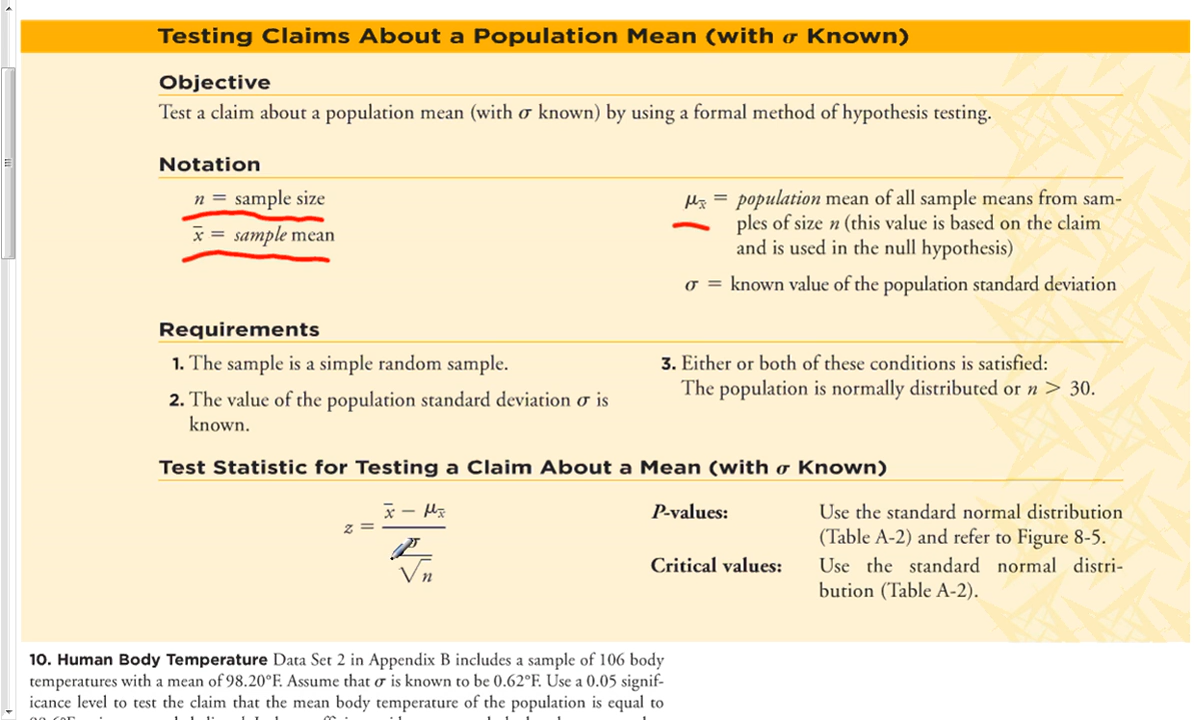 Testing Claims About a Population Mean (with σ Known)
Objective
Test a claim about a population mean (with σ known) by using a formal method of hypothesis testing.
Notation
n = sample size
x̄ = sample mean
μx̄ = population mean of all sample means from sam-
ples of size n (this value is based on the claim
and is used in the null hypothesis)
σ = known value of the population standard deviation
Requirements
1. The sample is a simple random sample.
2. The value of the population standard deviation σ is
known.
3. Either or both of these conditions is satisfied:
The population is normally distributed or n > 30.
Test Statistic for Testing a Claim About a Mean (with σ Known)
x̄ − μx̄
z =
σ
√n
P-values: Use the standard normal distribution
(Table A-2) and refer to Figure 8-5.
Critical values: Use the standard normal distri-
bution (Table A-2).
10. Human Body Temperature Data Set 2 in Appendix B includes a sample of 106 body
temperatures with a mean of 98.20°F. Assume that σ is known to be 0.62°F. Use a 0.05 signif-
icance level to test the claim that the mean body temperature of the population is equal to